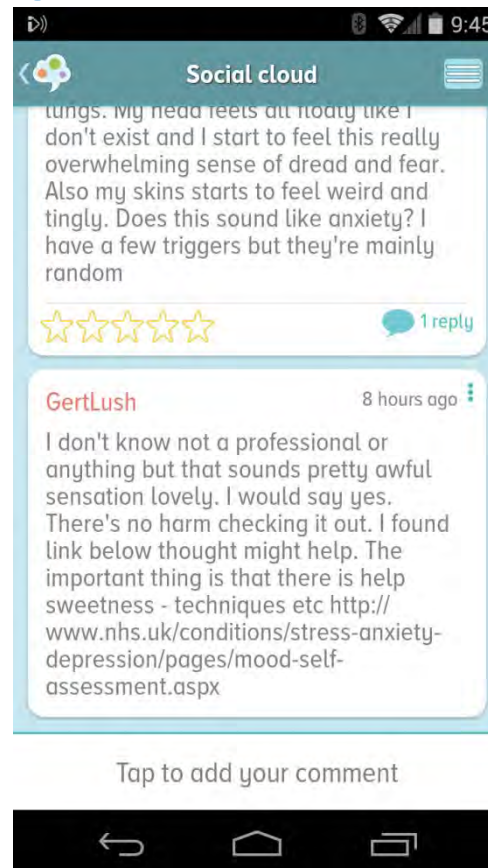 9:45
Social cloud
lungs. My head feels all floaty like I
don't exist and I start to feel this really
overwhelming sense of dread and fear.
Also my skins starts to feel weird and
tingly. Does this sound like anxiety? I
have a few triggers but they're mainly
random
1 reply
GertLush
8 hours ago
I don't know not a professional or
anything but that sounds pretty awful
sensation lovely. I would say yes.
There's no harm checking it out. I found
link below thought might help. The
important thing is that there is help
sweetness - techniques etc http://
www.nhs.uk/conditions/stress-anxiety-
depression/pages/mood-self-
assessment.aspx
Tap to add your comment